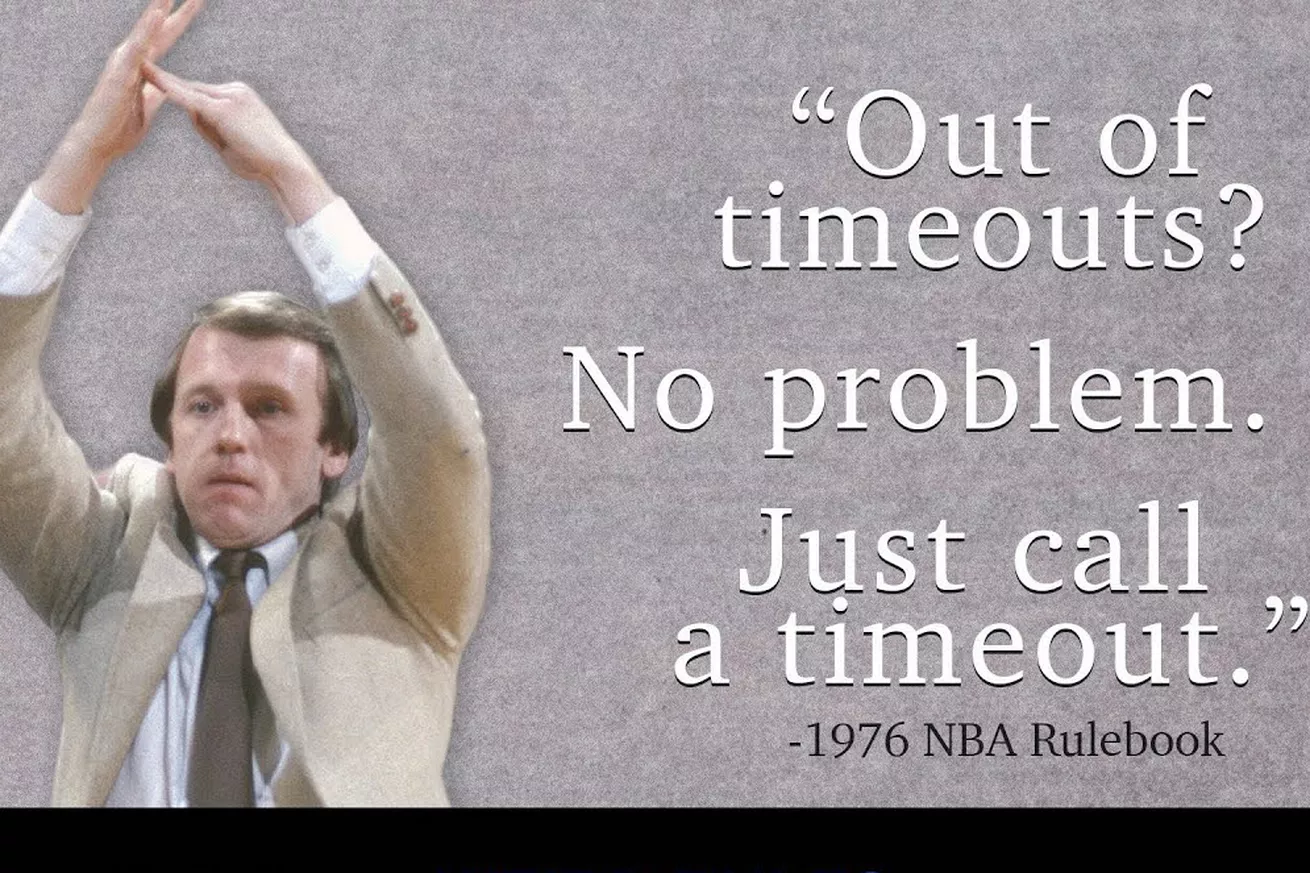 “Out of
timeouts?
No problem.
Just call
a timeout.”
-1976 NBA Rulebook